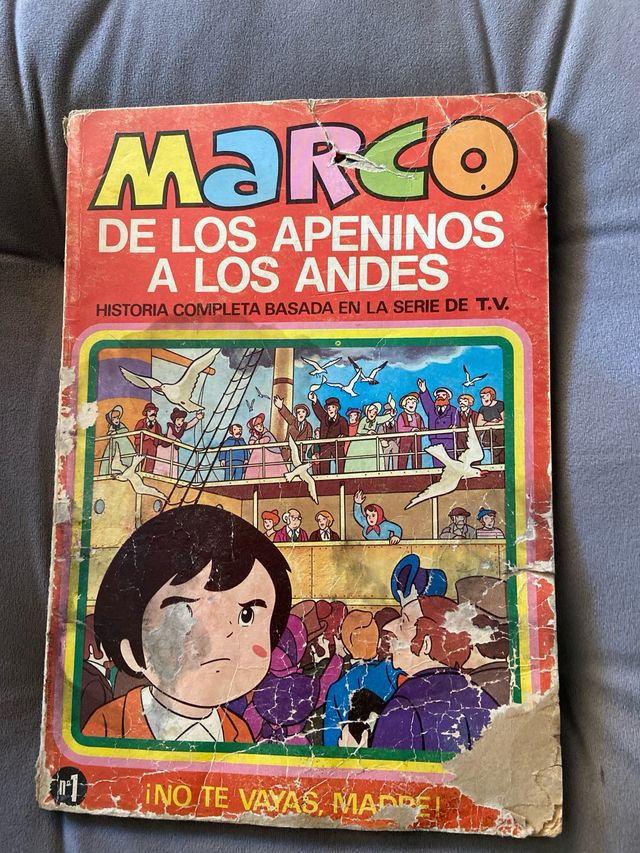 MARCO
DE LOS APENINOS
A LOS ANDES
HISTORIA COMPLETA BASADA EN LA SERIE DE T.V.
nº1
¡NO TE VAYAS, MADRE!